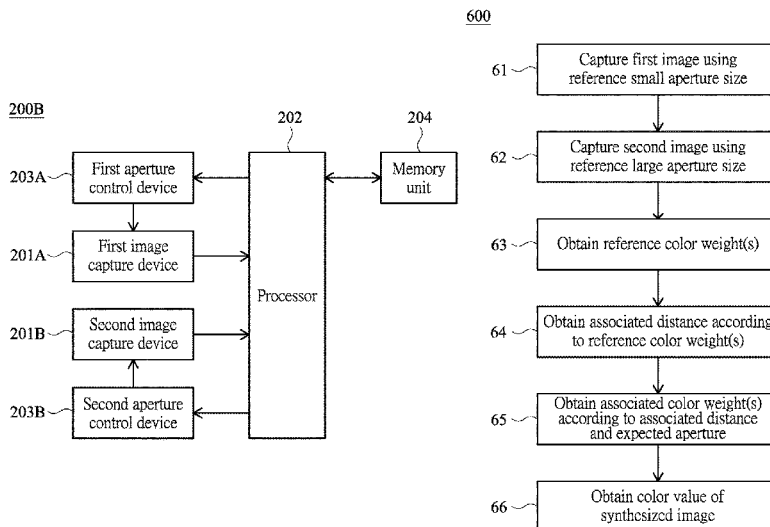 200B
202
204
203A
First aperture
control device
Memory
unit
201A
First image
capture device
Processor
201B
Second image
capture device
203B
Second aperture
control device
600
61
Capture first image using
reference small aperture size
62
Capture second image using
reference large aperture size
63
Obtain reference color weight(s)
64
Obtain associated distance according
to reference color weight(s)
65
Obtain associated color weight(s)
according to associated distance
and expected aperture
66
Obtain color value of
synthesized image